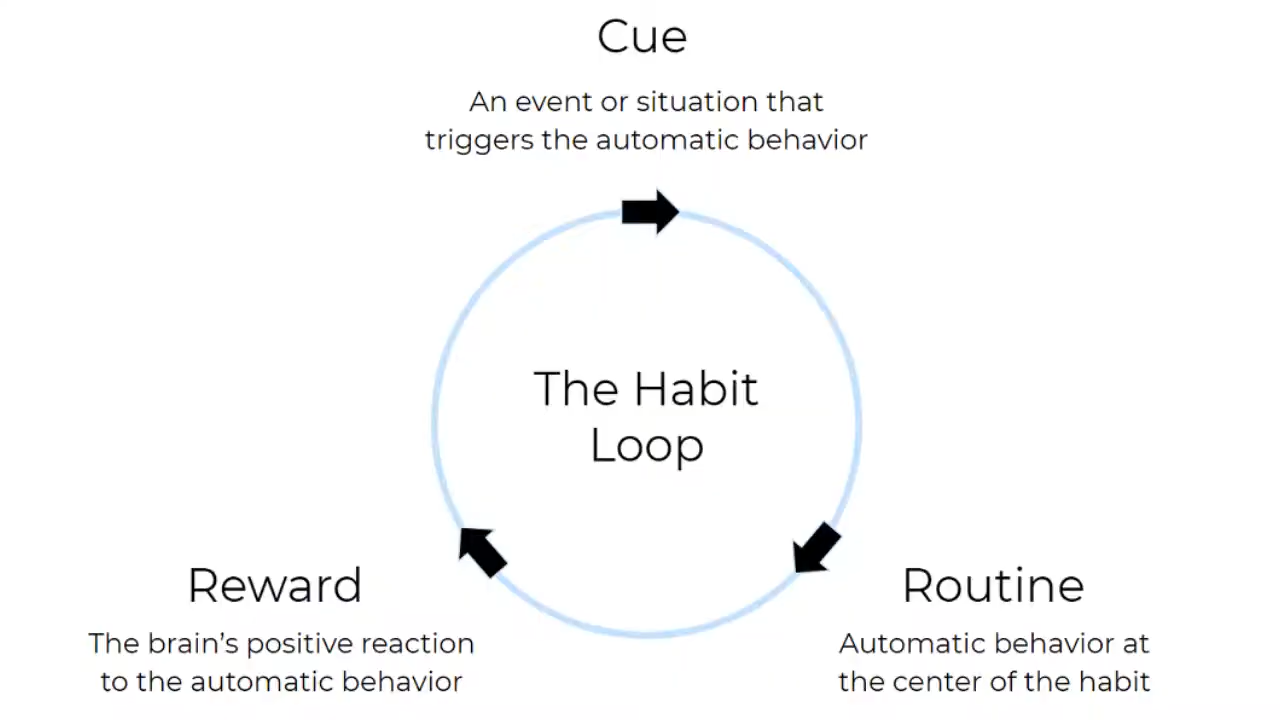 Cue
An event or situation that
triggers the automatic behavior
The Habit
Loop
Reward
The brain's positive reaction
to the automatic behavior
Routine
Automatic behavior at
the center of the habit